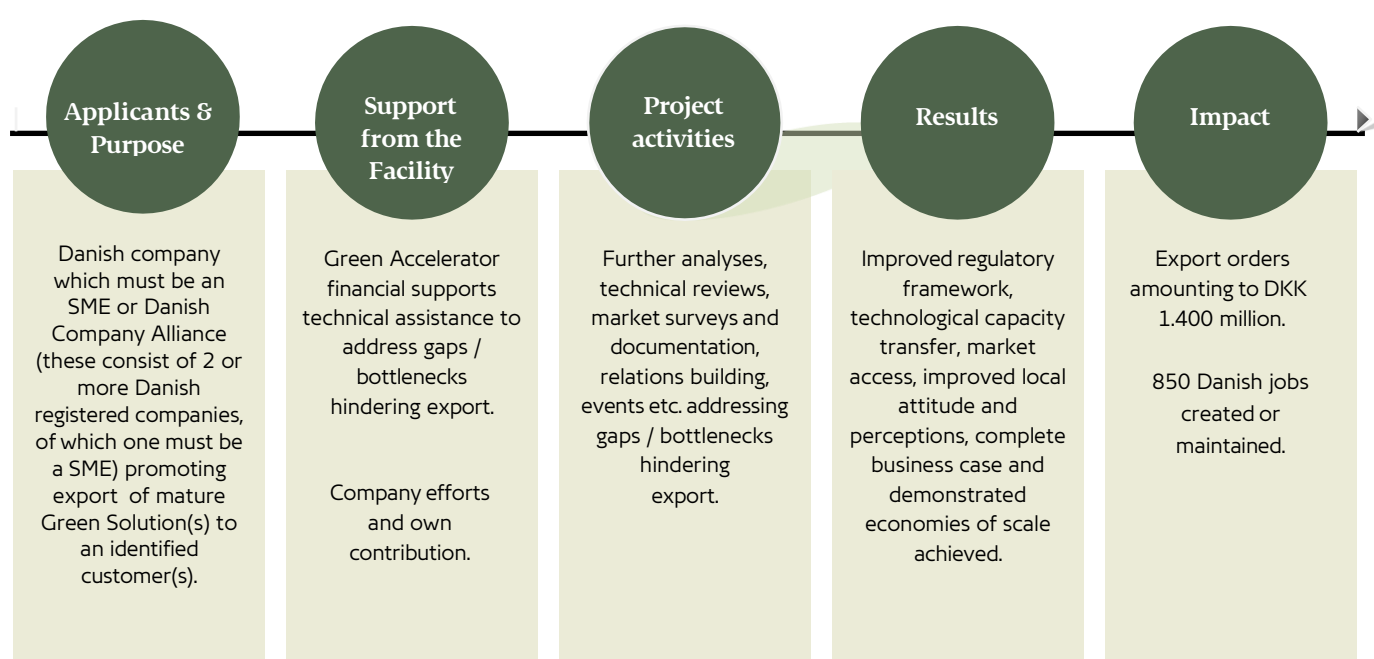 Applicants &
Purpose
Danish company
which must be an
SME or Danish
Company Alliance
(these consist of 2 or
more Danish
registered companies,
of which one must be
a SME) promoting
export of mature
Green Solution(s) to
an identified
customer(s).
Support
from the
Facility
Green Accelerator
financial supports
technical assistance to
address gaps /
bottlenecks
hindering export.
Company efforts
and own
contribution.
Project
activities
Further analyses,
technical reviews,
market surveys and
documentation,
relations building,
events etc. addressing
gaps / bottlenecks
hindering
export.
Results
Improved regulatory
framework,
technological capacity
transfer, market
access, improved local
attitude and
perceptions, complete
business case and
demonstrated
economies of scale
achieved.
Impact
Export orders
amounting to DKK
1.400 million.
850 Danish jobs
created or
maintained.